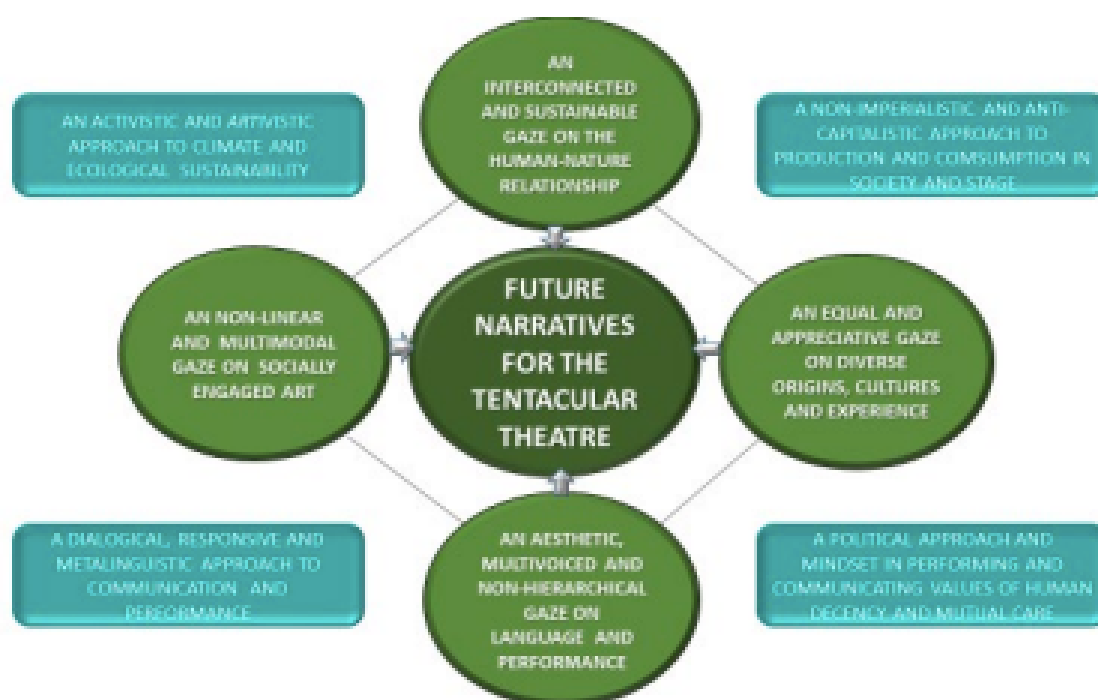 AN
INTERCONNECTED
AND SUSTAINABLE
GAZE ON THE
HUMAN-NATURE
RELATIONSHIP
AN ACTIVISTIC AND ARTIVISTIC
APPROACH TO CLIMATE AND
ECOLOGICAL SUSTAINABILITY
A NON-IMPERIALISTIC AND ANTI-
CAPITALISTIC APPROACH TO
PRODUCTION AND COMSUMPTION IN
SOCIETY AND STAGE
AN NON-LINEAR
AND MULTIMODAL
GAZE ON SOCIALLY
ENGAGED ART
FUTURE
NARRATIVES
FOR THE
TENTACULAR
THEATRE
AN EQUAL AND
APPRECIATIVE GAZE
ON DIVERSE
ORIGINS, CULTURES
AND EXPERIENCE
A DIALOGICAL, RESPONSIVE AND
METALINGUISTIC APPROACH TO
COMMUNICATION AND
PERFORMANCE
AN AESTHETIC,
MULTIVOICED AND
NON-HIERARCHICAL
GAZE ON
LANGUAGE AND
PERFORMANCE
A POLITICAL APPROACH AND
MINDSET IN PERFORMING AND
COMMUNICATING VALUES OF HUMAN
DECENCY AND MUTUAL CARE